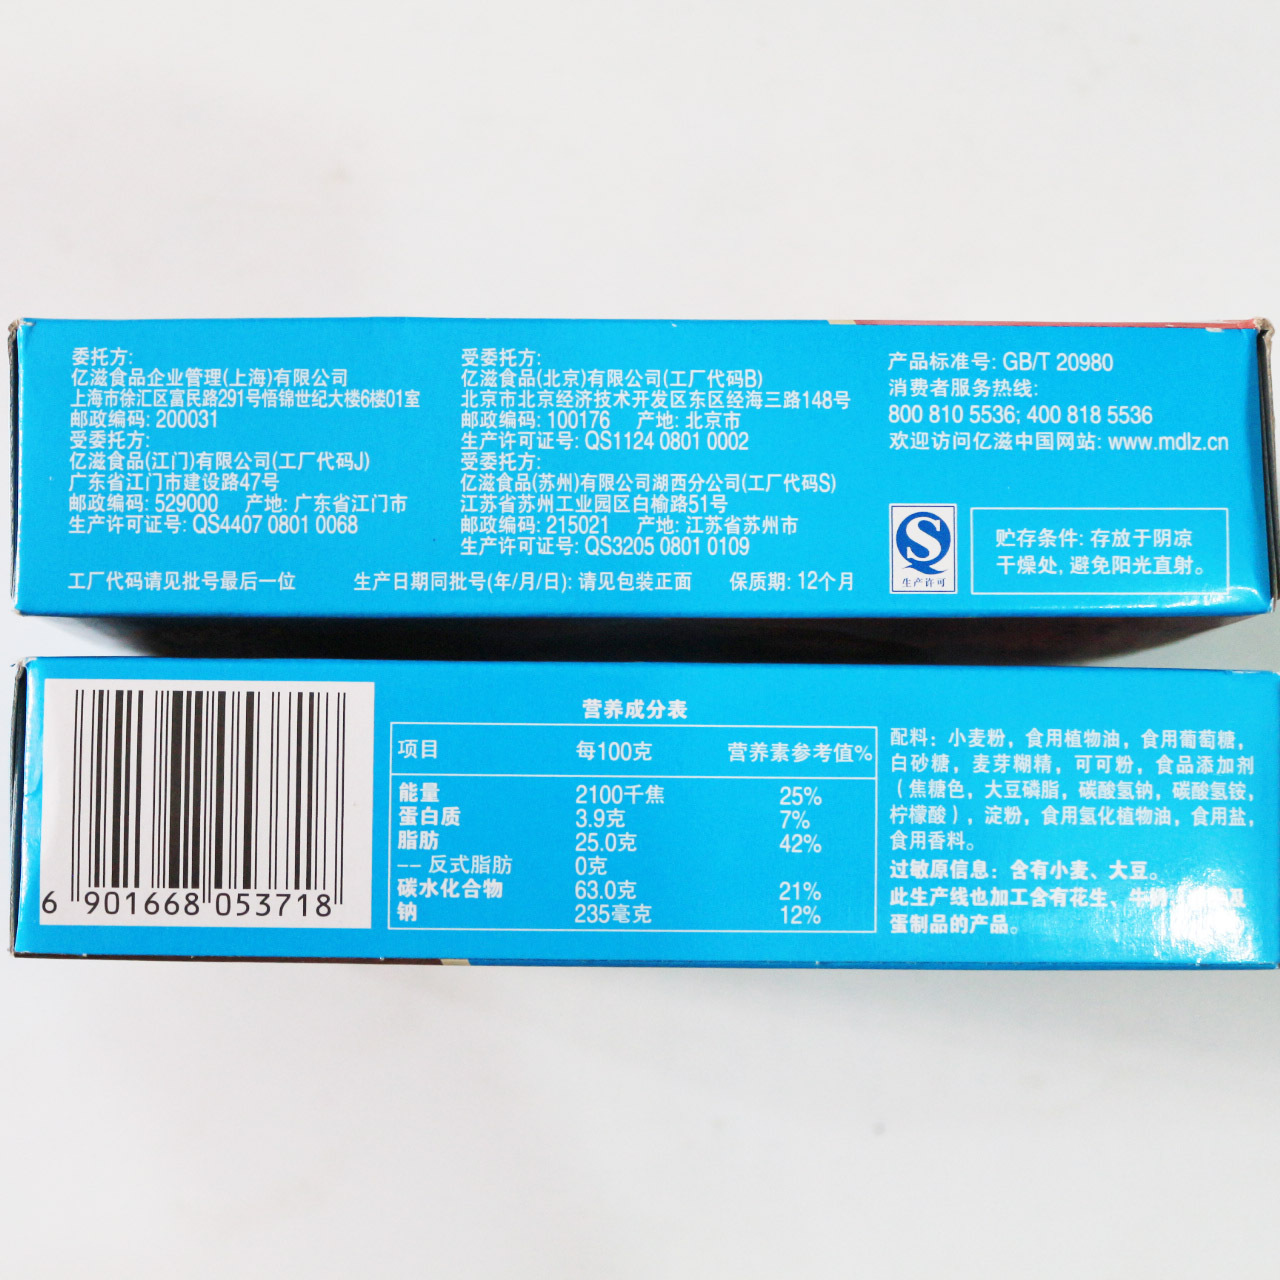 委托方:
亿滋食品企业管理(上海)有限公司
上海市徐汇区富民路291号悟锦世纪大楼6楼01室
邮政编码: 200031
受委托方:
亿滋食品(江门)有限公司(工厂代码J)
广东省江门市建设路47号
邮政编码: 529000 产地: 广东省江门市
生产许可证号: QS4407 0801 0068
受委托方:
亿滋食品(北京)有限公司(工厂代码B)
北京市北京经济技术开发区东区经海三路148号
邮政编码: 100176 产地: 北京市
生产许可证号: QS1124 0801 0002
受委托方:
亿滋食品(苏州)有限公司湖西分公司(工厂代码S)
江苏省苏州工业园区白榆路51号
邮政编码: 215021 产地: 江苏省苏州市
生产许可证号: QS3205 0801 0109
工厂代码请见批号最后一位 生产日期同批号(年/月/日): 请见包装正面 保质期: 12个月
产品标准号: GB/T 20980
消费者服务热线:
800 810 5536; 400 818 5536
欢迎访问亿滋中国网站: www.mdlz.cn
生产许可
贮存条件: 存放于阴凉
干燥处, 避免阳光直射。
6 901668 053718
营养成分表
项目 每100克 营养素参考值%
能量 2100千焦 25%
蛋白质 3.9克 7%
脂肪 25.0克 42%
-- 反式脂肪 0克
碳水化合物 63.0克 21%
钠 235毫克 12%
配料: 小麦粉, 食用植物油, 食用葡萄糖,
白砂糖, 麦芽糊精, 可可粉, 食品添加剂
(焦糖色, 大豆磷脂, 碳酸氢钠, 碳酸氢铵,
柠檬酸), 淀粉, 食用氢化植物油, 食用盐,
食用香料。
过敏原信息: 含有小麦、大豆。
此生产线也加工含有花生、牛 及
蛋制品的产品。